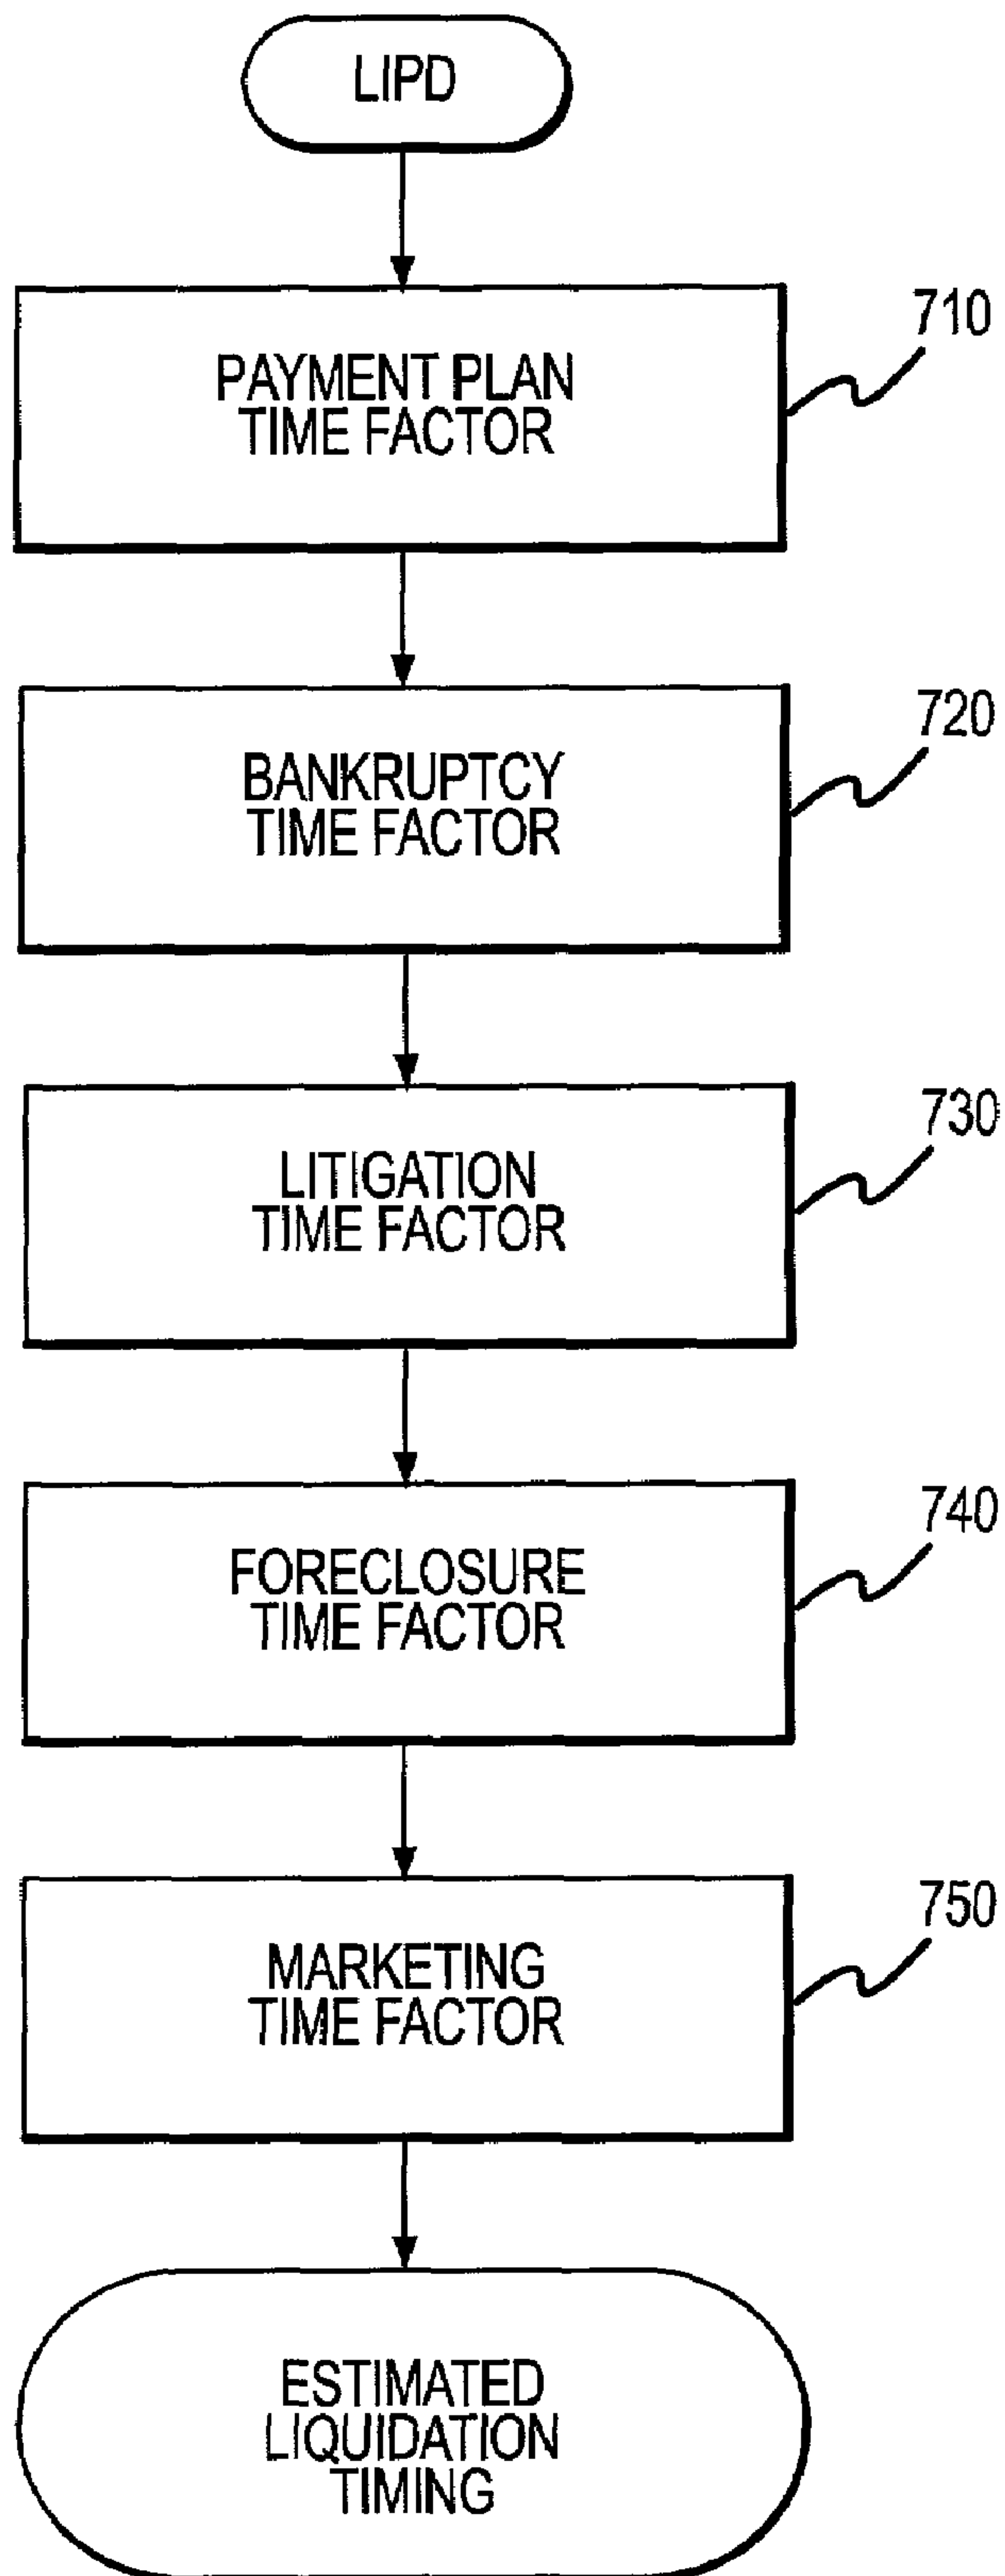 LIPD
710
PAYMENT PLAN
TIME FACTOR
720
BANKRUPTCY
TIME FACTOR
730
LITIGATION
TIME FACTOR
740
FORECLOSURE
TIME FACTOR
750
MARKETING
TIME FACTOR
ESTIMATED
LIQUIDATION
TIMING